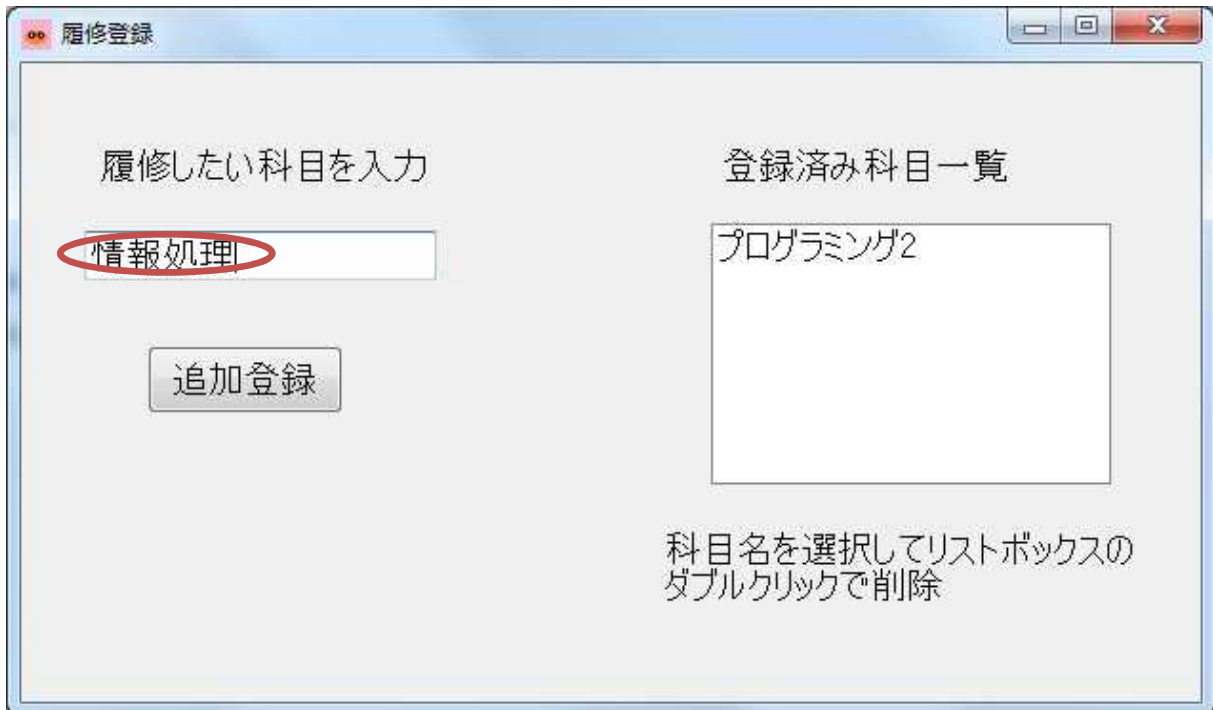 履修登録
履修したい科目を入力
情報処理
追加登録
登録済み科目一覧
プログラミング2
科目名を選択してリストボックスの
ダブルクリックで削除